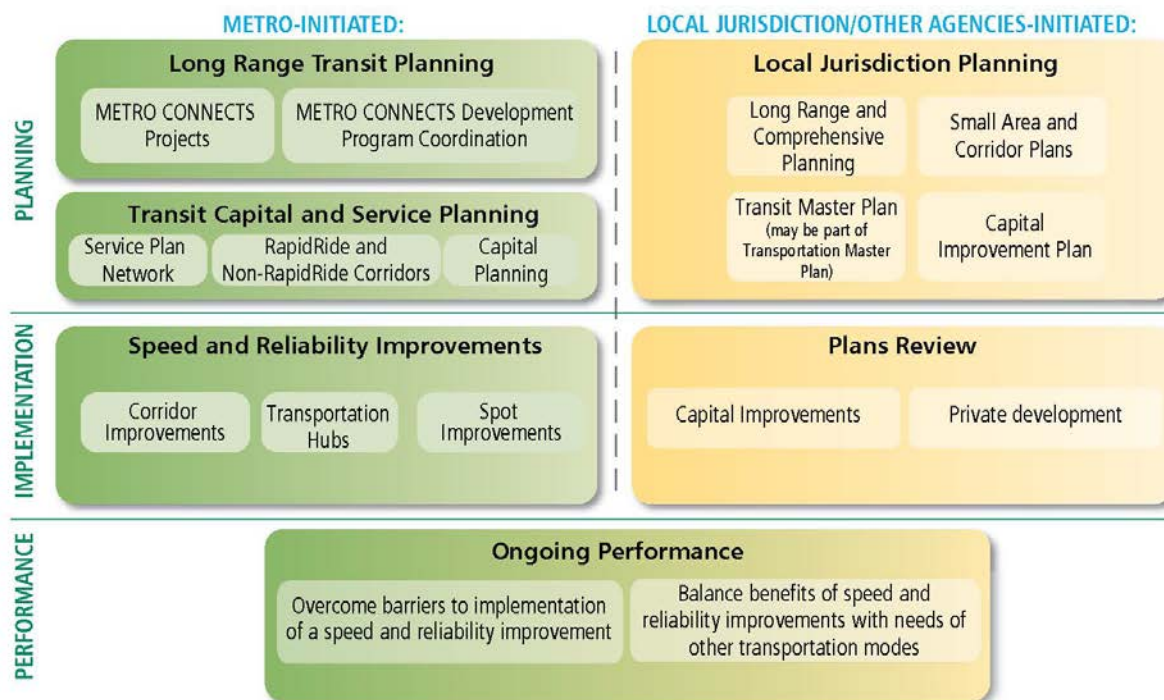 METRO-INITIATED:
LOCAL JURISDICTION/OTHER AGENCIES-INITIATED:
PLANNING
Long Range Transit Planning
METRO CONNECTS
Projects
METRO CONNECTS Development
Program Coordination
Transit Capital and Service Planning
Service Plan
Network
RapidRide and
Non-RapidRide Corridors
Capital
Planning
Local Jurisdiction Planning
Long Range and
Comprehensive
Planning
Small Area and
Corridor Plans
Transit Master Plan
(may be part of
Transportation Master
Plan)
Capital
Improvement Plan
IMPLEMENTATION
Speed and Reliability Improvements
Corridor
Improvements
Transportation
Hubs
Spot
Improvements
Plans Review
Capital Improvements
Private development
PERFORMANCE
Ongoing Performance
Overcome barriers to implementation
of a speed and reliability improvement
Balance benefits of speed and
reliability improvements with needs of
other transportation modes